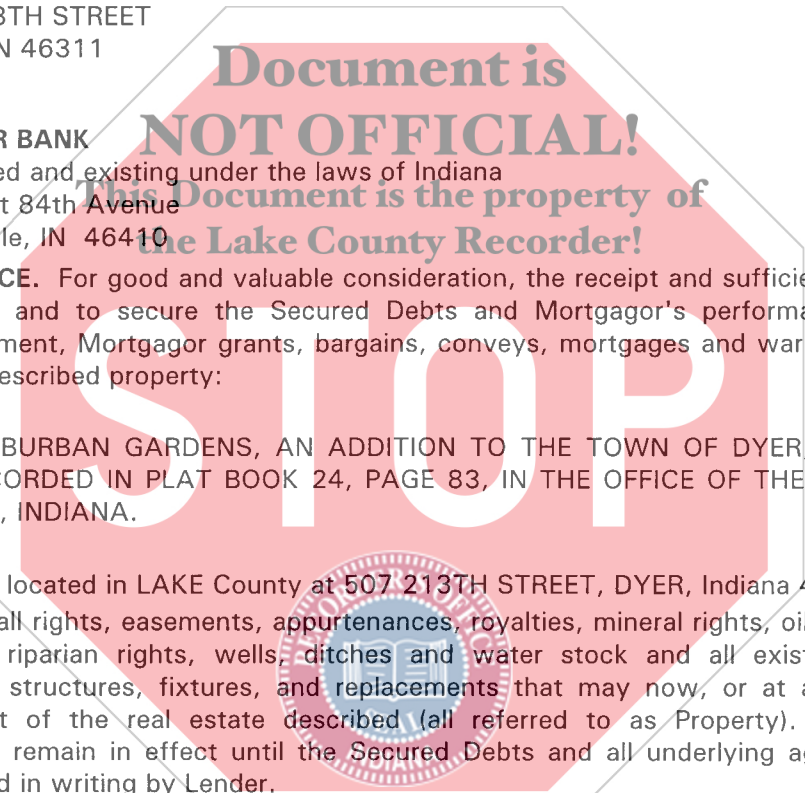 3TH STREET
N 46311
Document is
NOT OFFICIAL!
R BANK
ed and existing under the laws of Indiana
This Document is the property of
t 84th Avenue
le, IN 46410
the Lake County Recorder!
CE. For good and valuable consideration, the receipt and sufficie
and to secure the Secured Debts and Mortgagor's performa
ment, Mortgagor grants, bargains, conveys, mortgages and war
escribed property:
STOP
BURBAN GARDENS, AN ADDITION TO THE TOWN OF DYER,
CORDED IN PLAT BOOK 24, PAGE 83, IN THE OFFICE OF THE
, INDIANA.
located in LAKE County at 507 213TH STREET, DYER, Indiana 4
all rights, easements, appurtenances, royalties, mineral rights, oi
riparian rights, wells, ditches and water stock and all exist
structures, fixtures, and replacements that may now, or at a
t of the real estate described (all referred to as Property).
remain in effect until the Secured Debts and all underlying ag
d in writing by Lender.
RECORDER'S OFFICE
SEAL
INDIANA